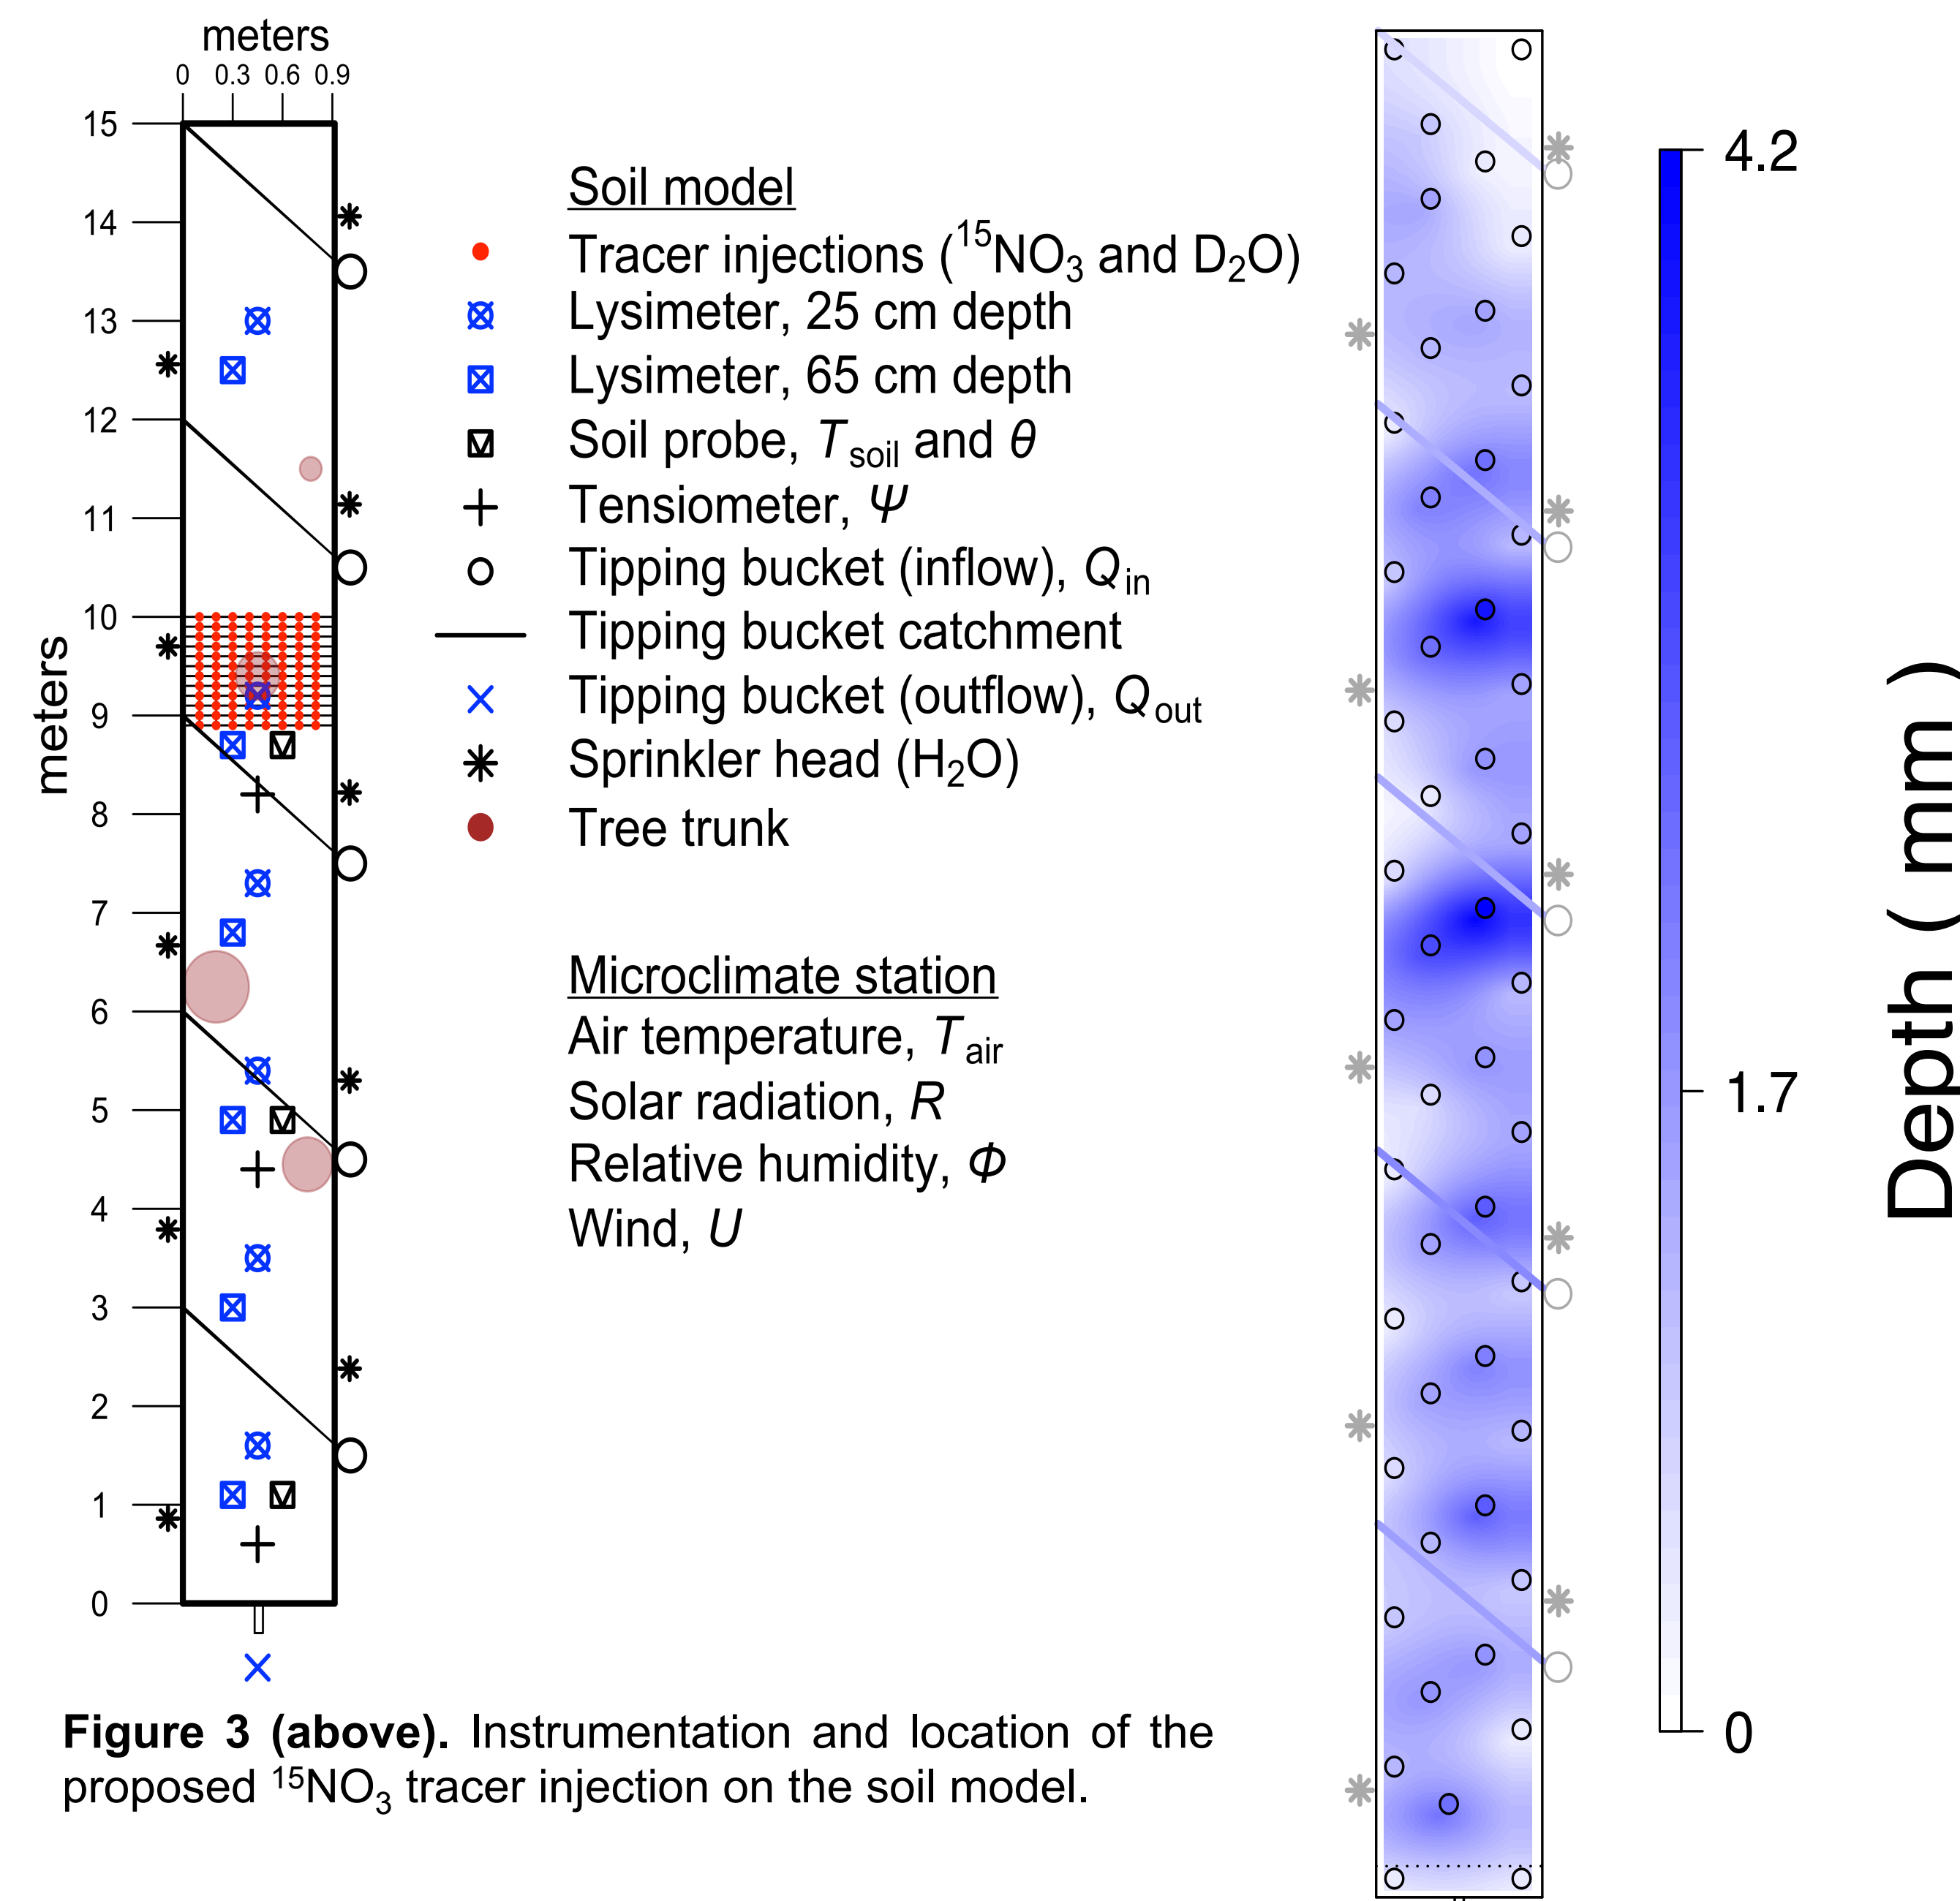 meters
0 0.3 0.6 0.9
15
14
13
12
11
10
9
8
7
6
5
4
3
2
1
0
meters
Soil model
Tracer injections (¹⁵NO₃ and D₂O)
Lysimeter, 25 cm depth
Lysimeter, 65 cm depth
Soil probe, T soil and θ
Tensiometer, Ψ
Tipping bucket (inflow), Q in
Tipping bucket catchment
Tipping bucket (outflow), Q out
Sprinkler head (H₂O)
Tree trunk
Microclimate station
Air temperature, T air
Solar radiation, R
Relative humidity, Φ
Wind, U
Figure 3 (above). Instrumentation and location of the
proposed ¹⁵NO₃ tracer injection on the soil model.
4.2
1.7
0
Depth ( mm )